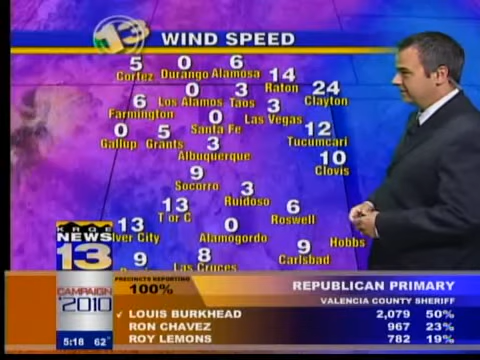 13 WIND SPEED
5 0 6 14
Cortez Durango Alamosa Raton
6 0 3 3 24
Farmington Los Alamos Taos Las Vegas Clayton
0 5 0 12
Gallup Grants Santa Fe Tucumcari
3 10
Albuquerque Clovis
9 3
Socorro Ruidoso
13 6
T or C Roswell
13 0 Hobbs
lver City Alamogordo
9 8 9
Las Cruces Carlsbad
KRQE
NEWS
13
PRECINCTS REPORTING
100%
REPUBLICAN PRIMARY
VALENCIA COUNTY SHERIFF
CAMPAIGN
'2010
✓ LOUIS BURKHEAD 2,079 50%
RON CHAVEZ 967 23%
ROY LEMONS 782 19%
5:18 62°